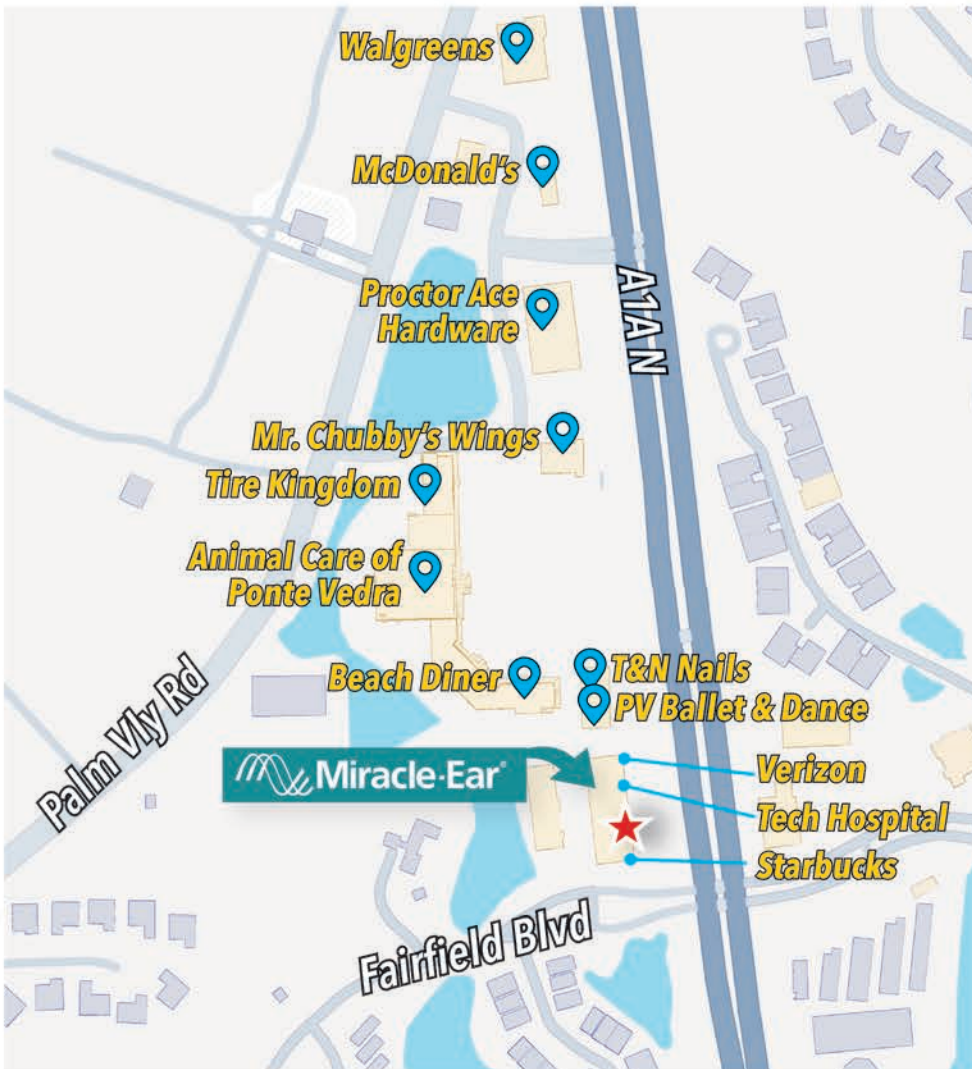 Walgreens
McDonald's
Proctor Ace
Hardware
A1A N
Mr. Chubby's Wings
Tire Kingdom
Animal Care of
Ponte Vedra
Beach Diner
T&N Nails
PV Ballet & Dance
Palm Vly Rd
Miracle-Ear®
Verizon
Tech Hospital
Starbucks
Fairfield Blvd